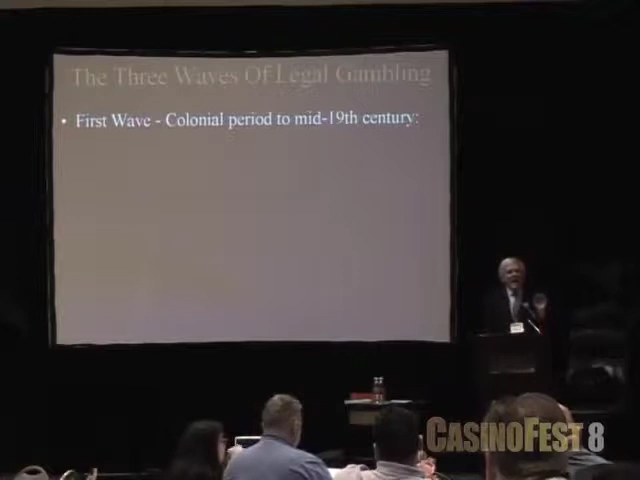 The Three Waves Of Legal Gambling
• First Wave - Colonial period to mid-19th century:
CASINOFEST 8